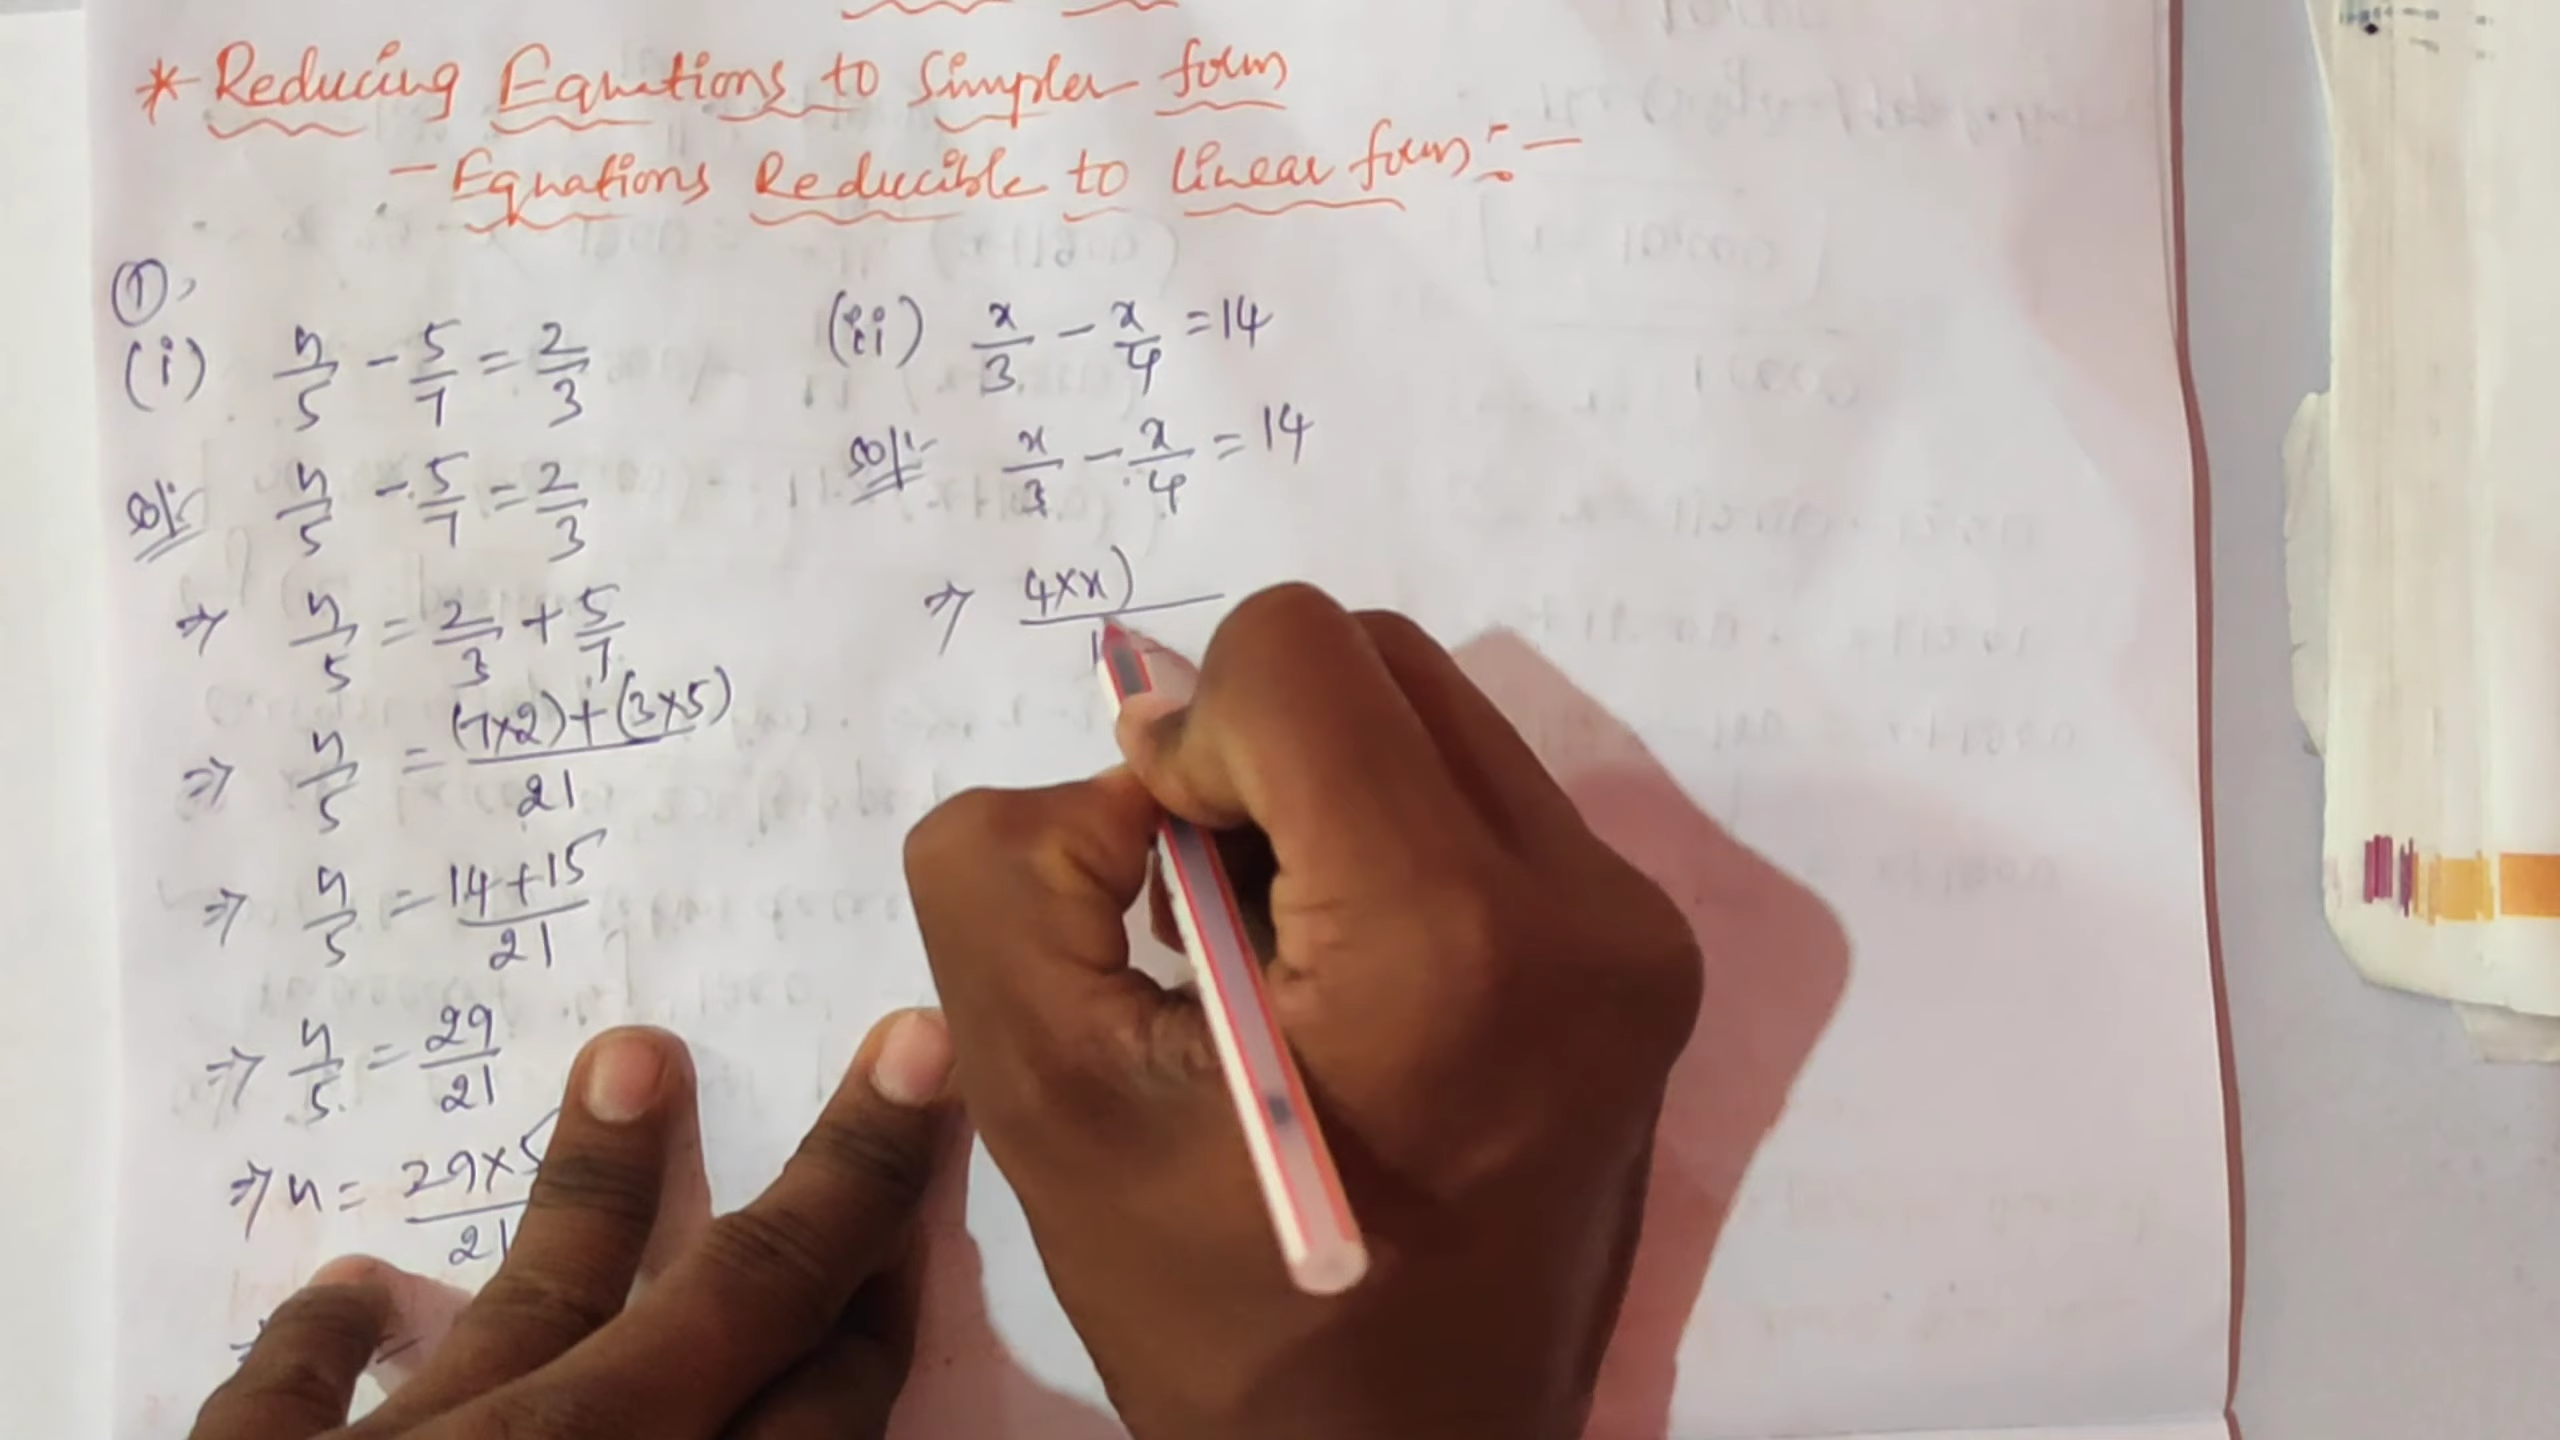 * Reducing Equations to Simpler form
- Equations Reducible to linear form:-
①,
(i) n/5 - 5/7 = 2/3
Sol: n/5 - 5/7 = 2/3
⇒ n/5 = 2/3 + 5/7
⇒ n/5 = (7×2)+(3×5)/21
⇒ n/5 = 14+15/21
⇒ n/5 = 29/21
⇒ n = 29×5/21
(ii) x/3 - x/4 = 14
Sol:- x/3 - x/4 = 14
⇒ 4×x)/1